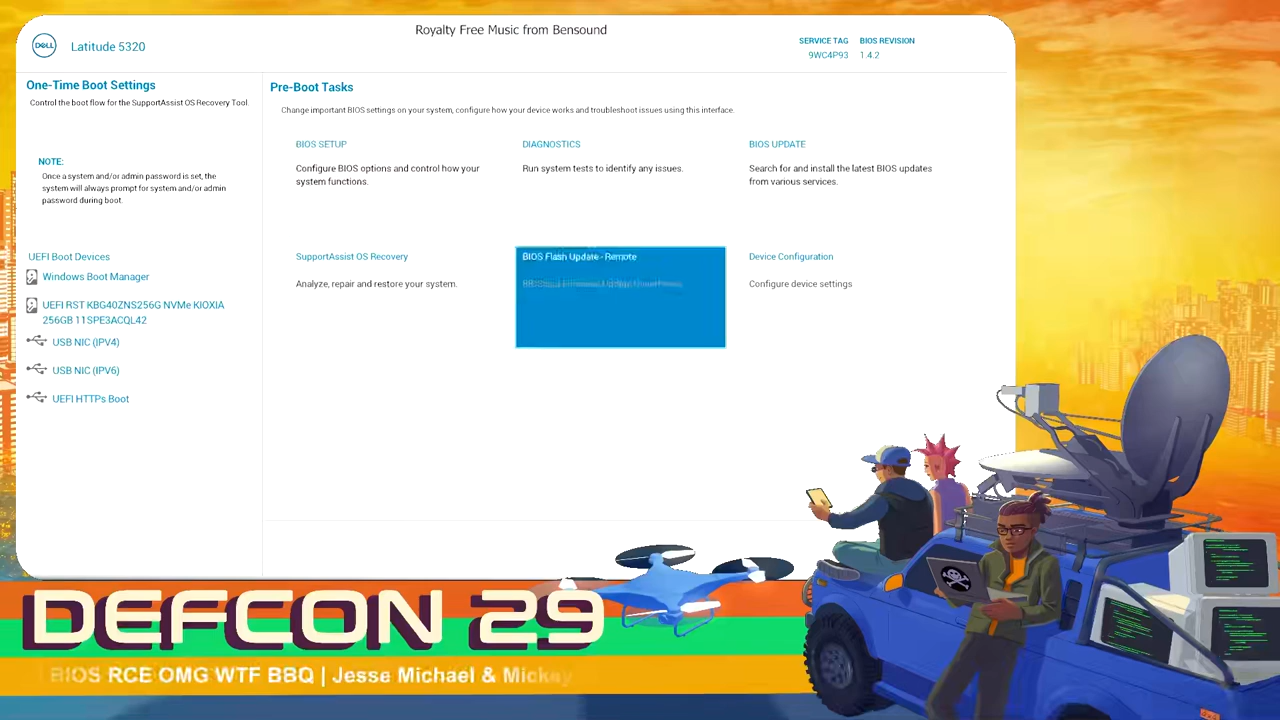 Royalty Free Music from Bensound
DELL
Latitude 5320
SERVICE TAG
9WC4P93
BIOS REVISION
1.4.2
One-Time Boot Settings
Control the boot flow for the SupportAssist OS Recovery Tool.
NOTE:
Once a system and/or admin password is set, the
system will always prompt for system and/or admin
password during boot.
UEFI Boot Devices
Windows Boot Manager
UEFI RST KBG40ZNS256G NVMe KIOXIA
256GB 11SPE3ACQL42
USB NIC (IPV4)
USB NIC (IPV6)
UEFI HTTPs Boot
Pre-Boot Tasks
Change important BIOS settings on your system, configure how your device works and troubleshoot issues using this interface.
BIOS SETUP
Configure BIOS options and control how your
system functions.
DIAGNOSTICS
Run system tests to identify any issues.
BIOS UPDATE
Search for and install the latest BIOS updates
from various services.
SupportAssist OS Recovery
Analyze, repair and restore your system.
BIOS Flash Update - Remote
Device Configuration
Configure device settings
DEFCON 29
BIOS RCE OMG WTF BBQ | Jesse Michael & Mickey